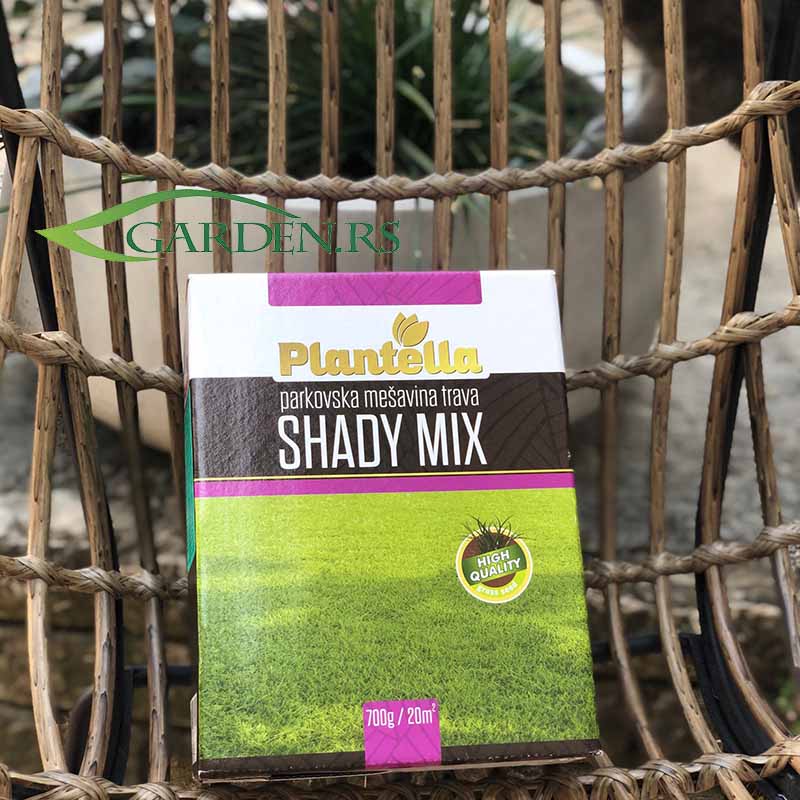 GARDEN.RS
Plantella
parkovska mešavina trava
SHADY MIX
HIGH
QUALITY
grass seed
700g / 20m²